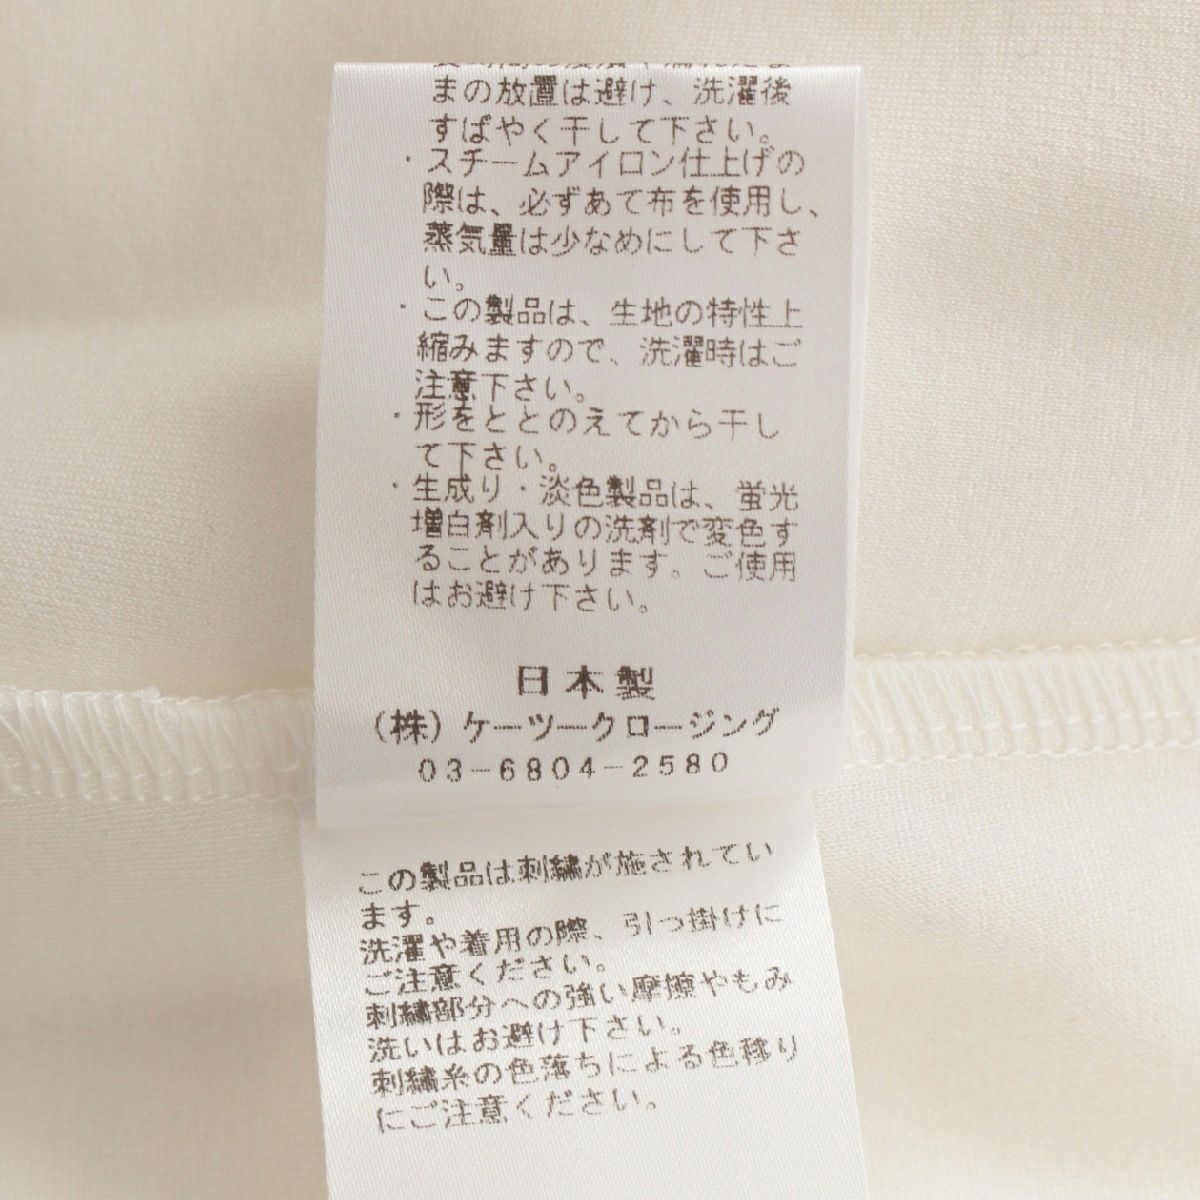 まの放置は避け、洗濯後
すばやく干して下さい。
・スチームアイロン仕上げの
際は、必ずあて布を使用し、
蒸気量は少なめにして下さ
い。
・この製品は、生地の特性上
縮みますので、洗濯時はご
注意下さい。
・形をととのえてから干し
て下さい。
・生成り・淡色製品は、蛍光
増白剤入りの洗剤で変色す
ることがあります。ご使用
はお避け下さい。
日本製
(株)ケーツークロージング
03-6804-2580
この製品は刺繍が施されてい
ます。
洗濯や着用の際、引っ掛けに
ご注意ください。
刺繍部分への強い摩擦やもみ
洗いはお避け下さい。
刺繍糸の色落ちによる色移り
にご注意ください。